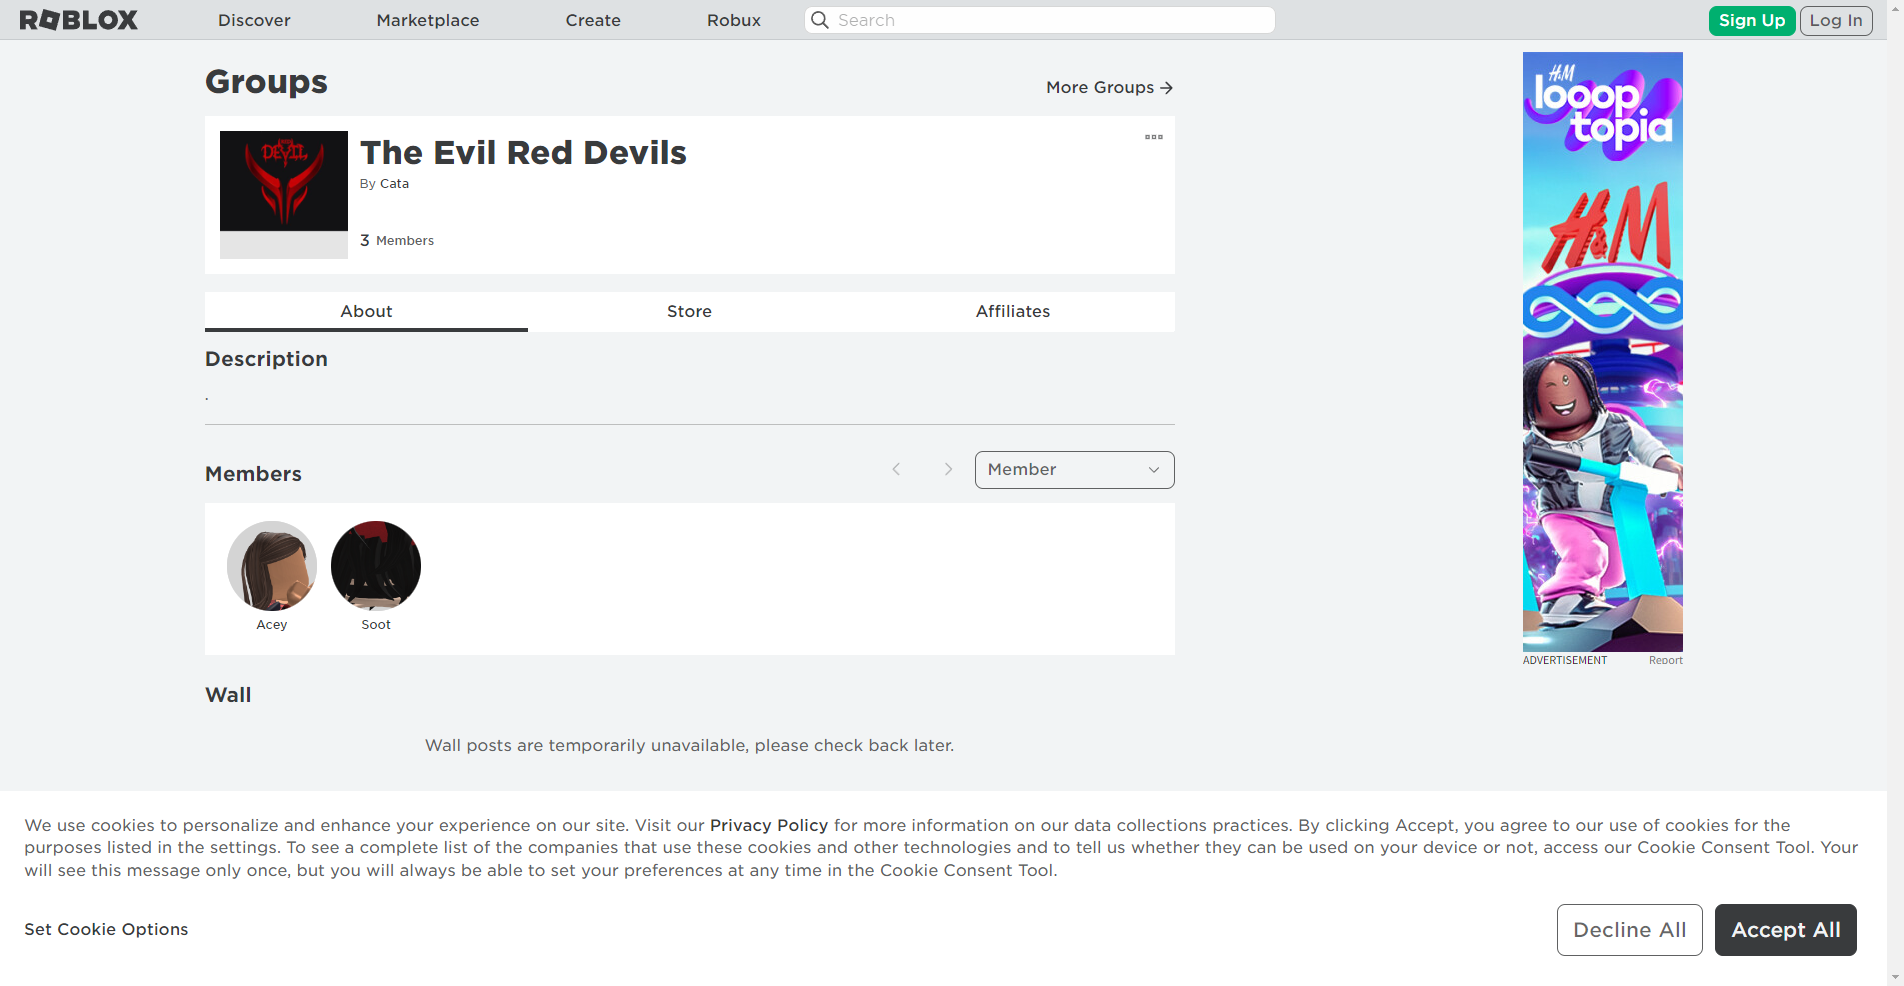 ROBLOX
Discover
Marketplace
Create
Robux
Search
Sign Up
Log In
Groups
More Groups →
DEVIL
The Evil Red Devils
By Cata
3 Members
About
Store
Affiliates
Description
.
Members
Member
Acey
Soot
Wall
Wall posts are temporarily unavailable, please check back later.
H&M
looop
topia
H&M
ADVERTISEMENT
Report
We use cookies to personalize and enhance your experience on our site. Visit our Privacy Policy for more information on our data collections practices. By clicking Accept, you agree to our use of cookies for the
purposes listed in the settings. To see a complete list of the companies that use these cookies and other technologies and to tell us whether they can be used on your device or not, access our Cookie Consent Tool. Your
will see this message only once, but you will always be able to set your preferences at any time in the Cookie Consent Tool.
Set Cookie Options
Decline All
Accept All